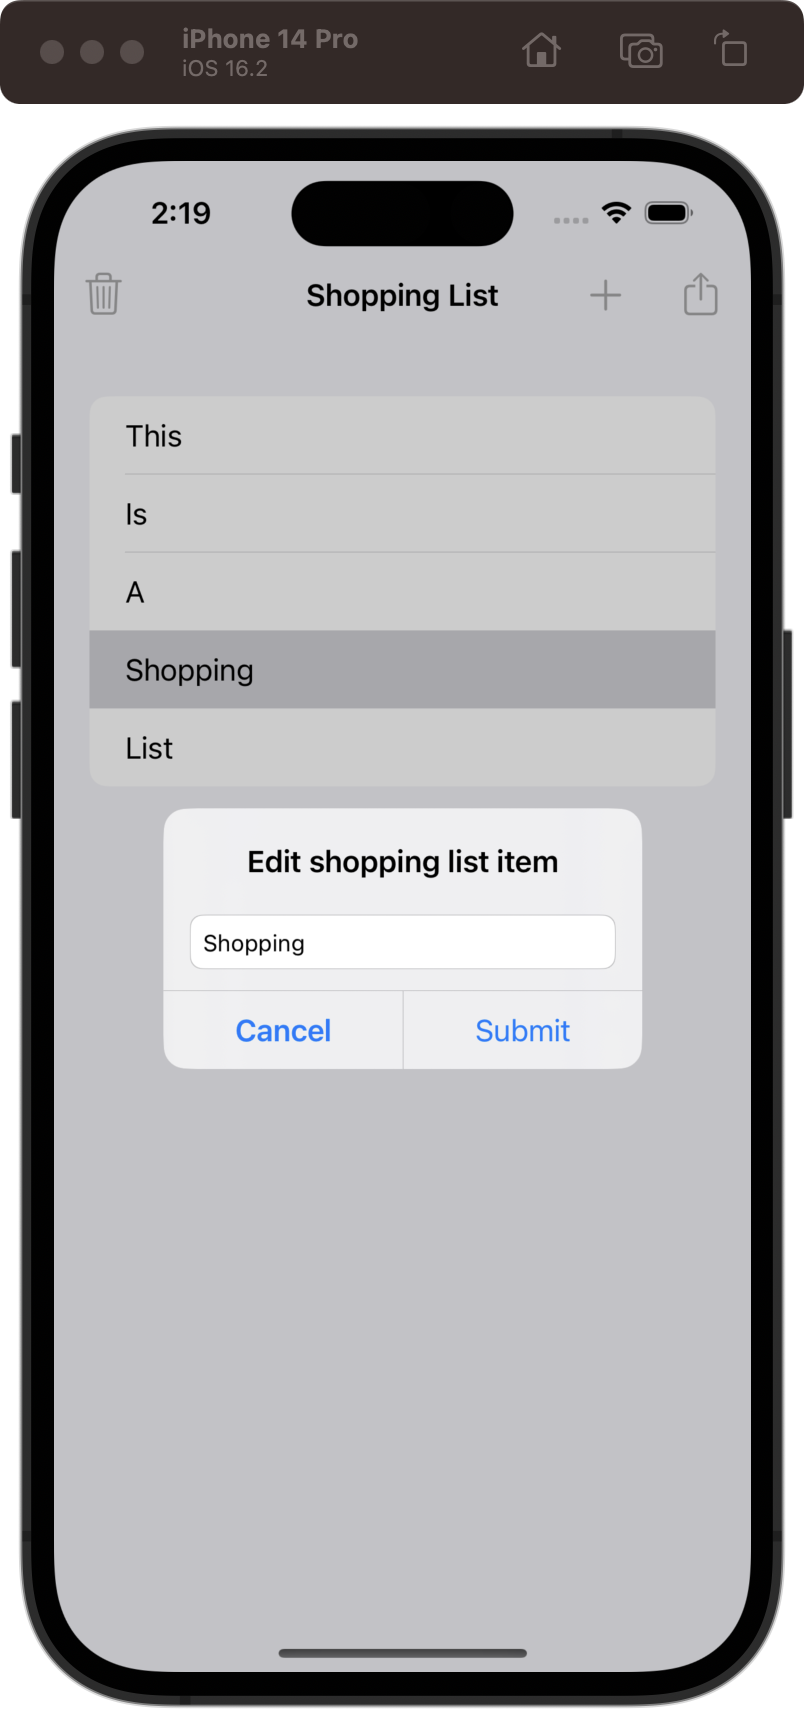 iPhone 14 Pro
iOS 16.2
2:19
Shopping List
This
Is
A
Shopping
List
Edit shopping list item
Shopping
Cancel Submit